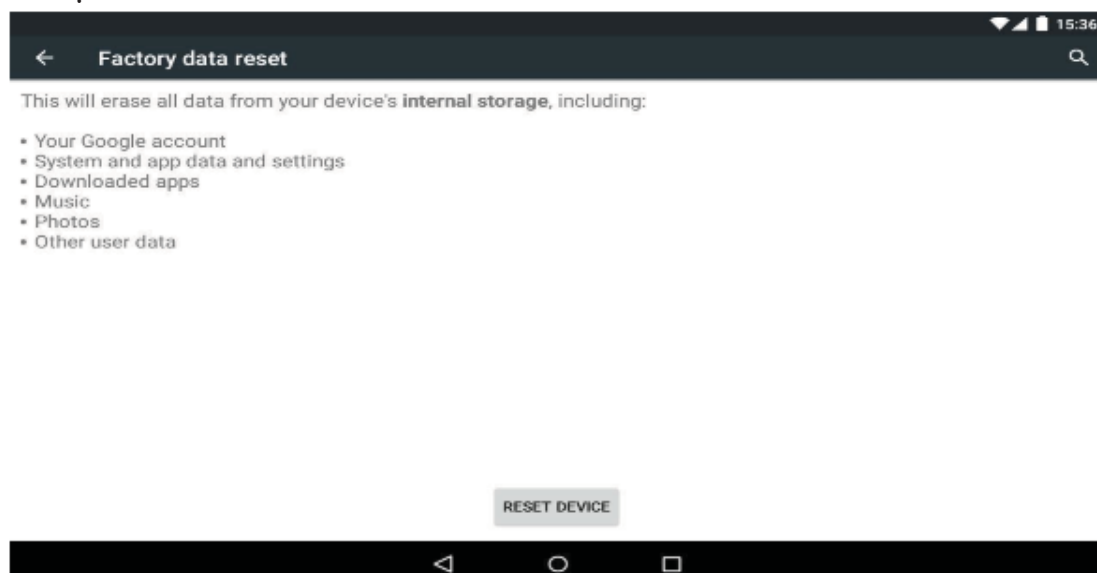 15:36
Factory data reset
This will erase all data from your device's internal storage, including:
• Your Google account
• System and app data and settings
• Downloaded apps
• Music
• Photos
• Other user data
RESET DEVICE